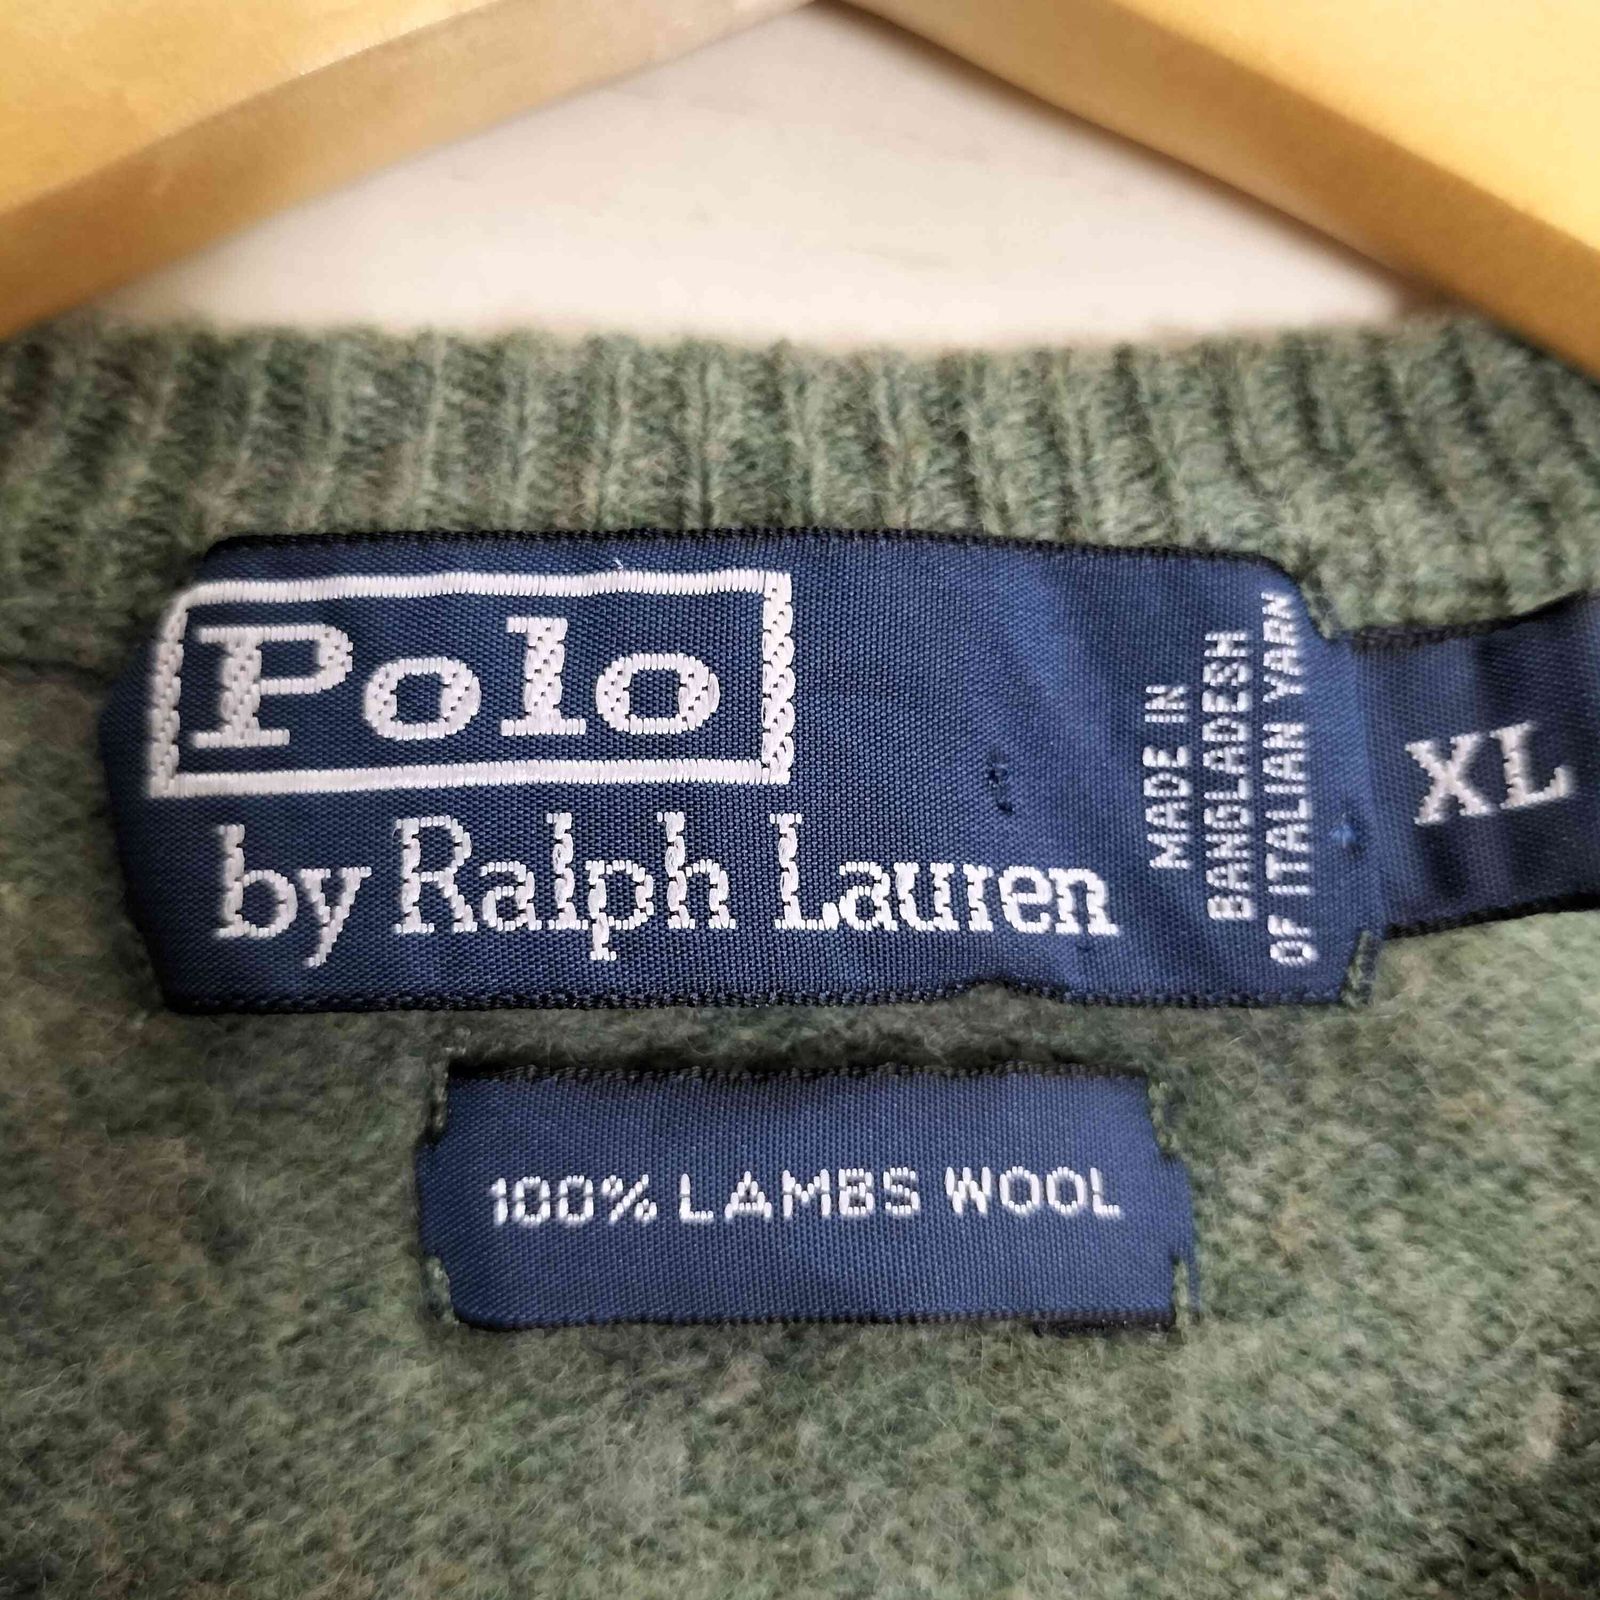 Polo
by Ralph Lauren
MADE IN
BANGLADESH
OF ITALIAN YARN
XL
100% LAMBS WOOL